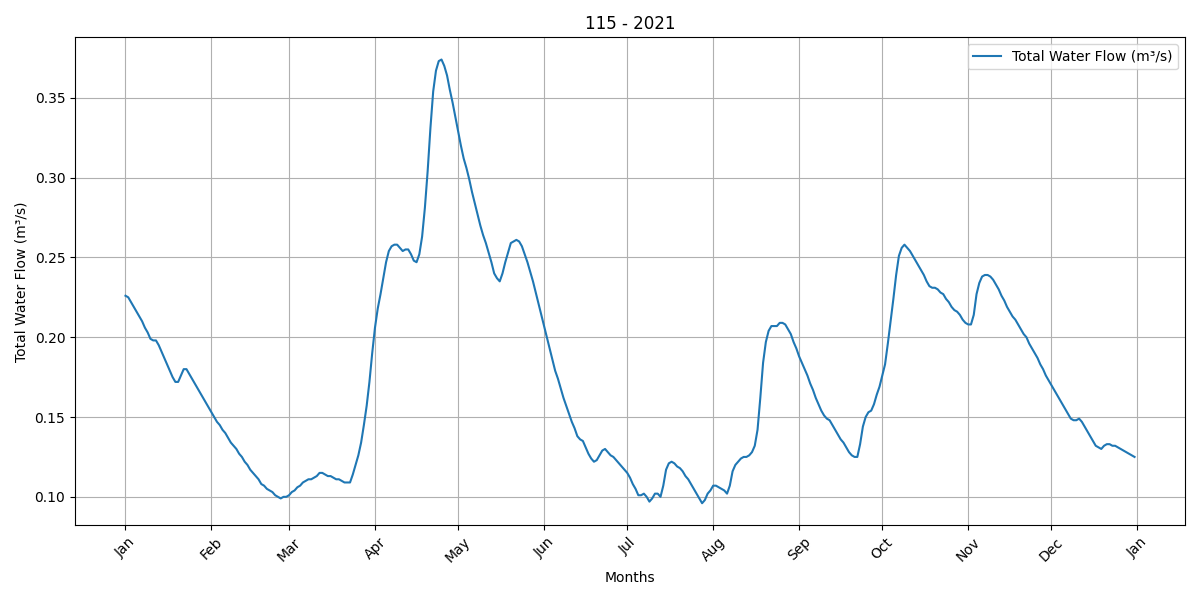 115 - 2021
Total Water Flow (m³/s)
Total Water Flow (m³/s)
0.35
0.30
0.25
0.20
0.15
0.10
Jan
Feb
Mar
Apr
May
Jun
Jul
Aug
Sep
Oct
Nov
Dec
Jan
Months